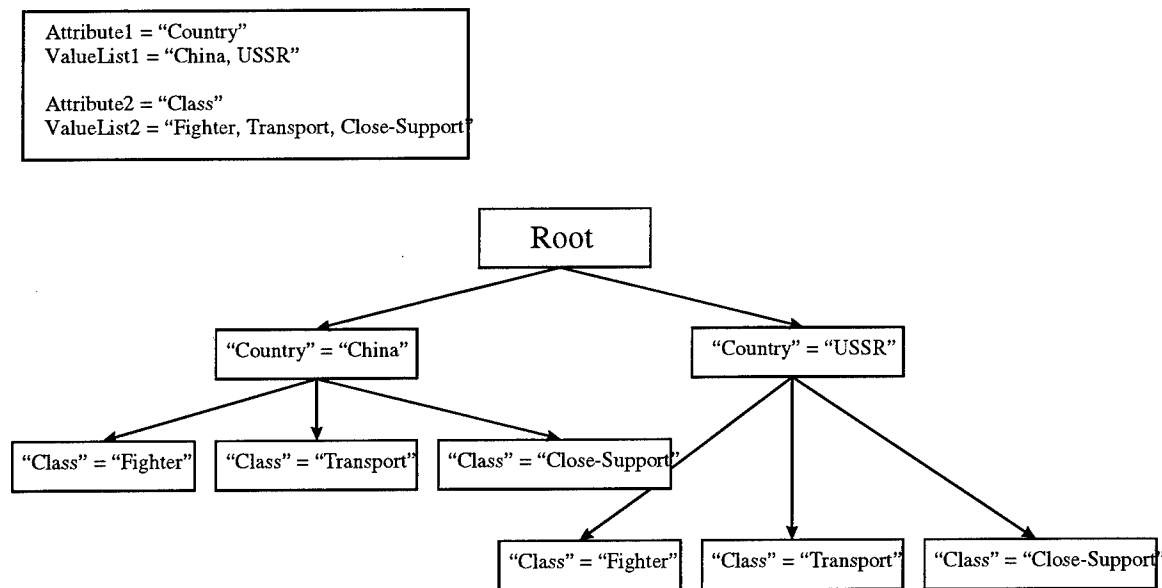 Attribute1 = “Country”
ValueList1 = “China, USSR”
Attribute2 = “Class”
ValueList2 = “Fighter, Transport, Close-Support”
Root
“Country” = “China”
“Country” = “USSR”
“Class” = “Fighter”
“Class” = “Transport”
“Class” = “Close-Support”
“Class” = “Fighter”
“Class” = “Transport”
“Class” = “Close-Support”